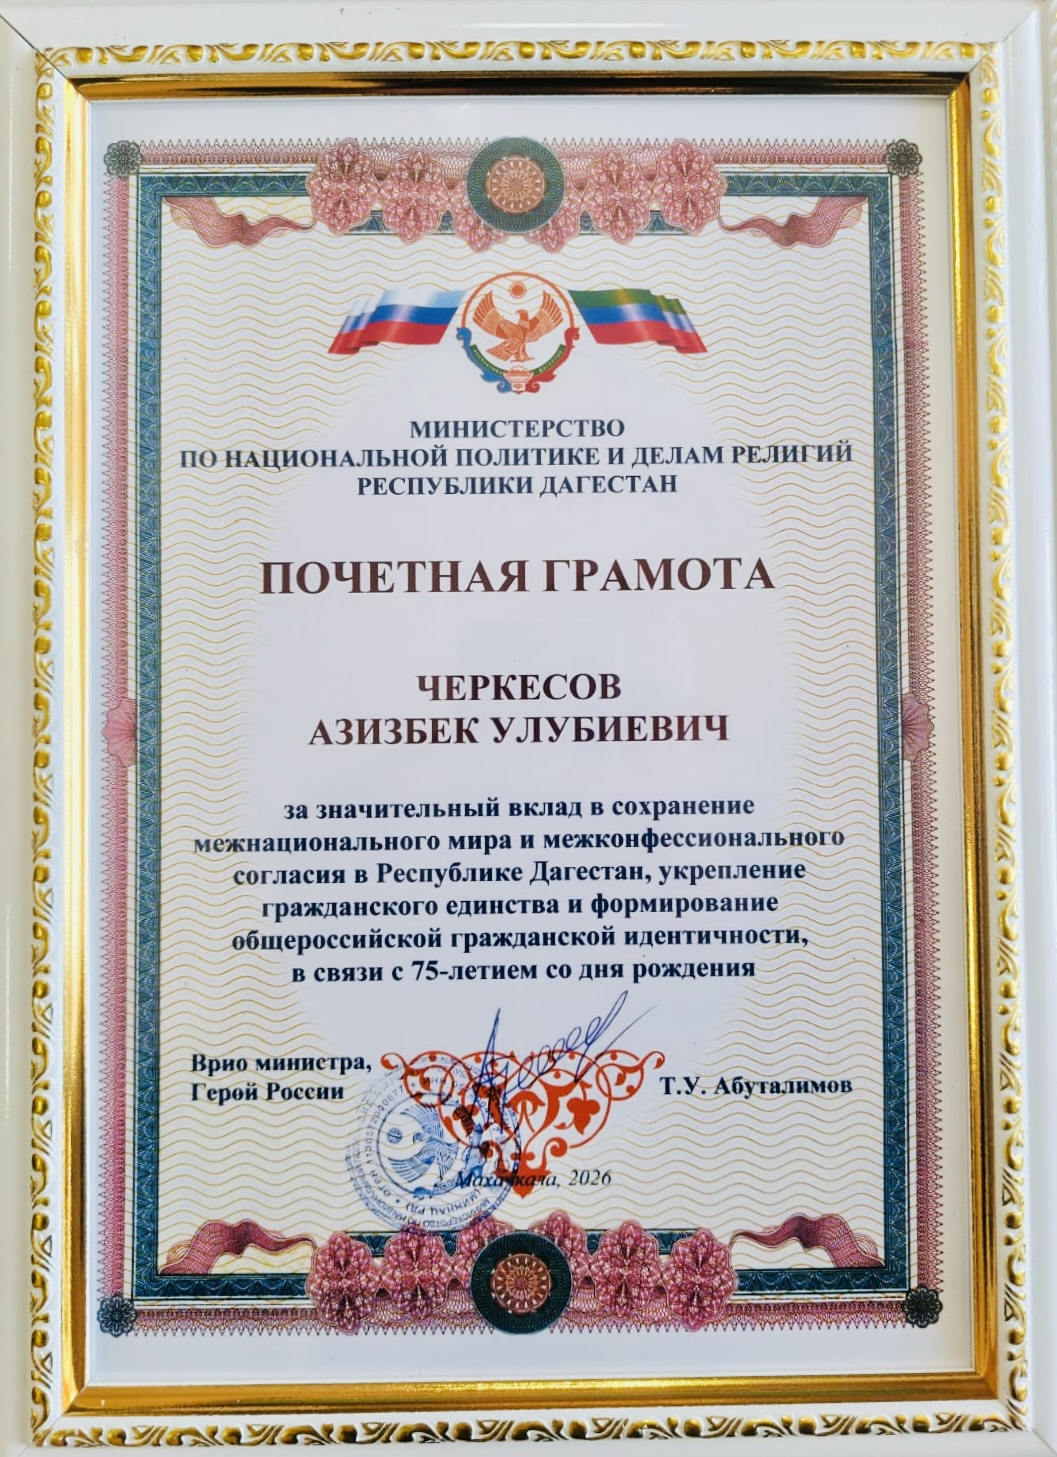 МИНИСТЕРСТВО
ПО НАЦИОНАЛЬНОЙ ПОЛИТИКЕ И ДЕЛАМ РЕЛИГИЙ
РЕСПУБЛИКИ ДАГЕСТАН
ПОЧЕТНАЯ ГРАМОТА
ЧЕРКЕСОВ
АЗИЗБЕК УЛУБИЕВИЧ
за значительный вклад в сохранение
межнационального мира и межконфессионального
согласия в Республике Дагестан, укрепление
гражданского единства и формирование
общероссийской гражданской идентичности,
в связи с 75-летием со дня рождения
Врио министра,
Герой России
Т.У. Абуталимов
Махачкала, 2026